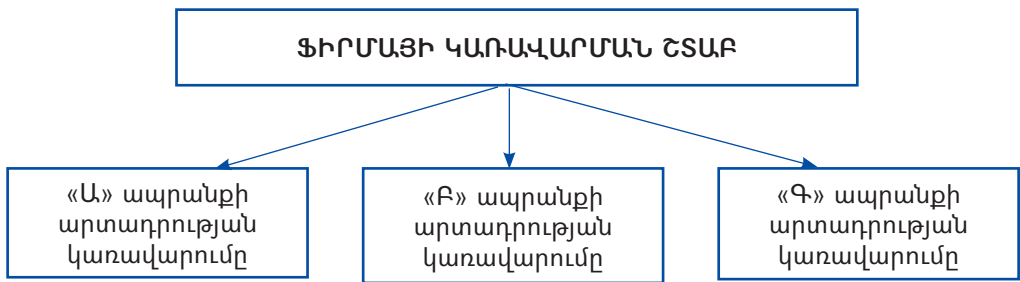 ՖԻՐՄԱՅԻ ԿԱՌԱՎԱՐՄԱՆ ՇՏԱԲ
«Ա» ապրանքի
արտադրության
կառավարումը
«Բ» ապրանքի
արտադրության
կառավարումը
«Գ» ապրանքի
արտադրության
կառավարումը